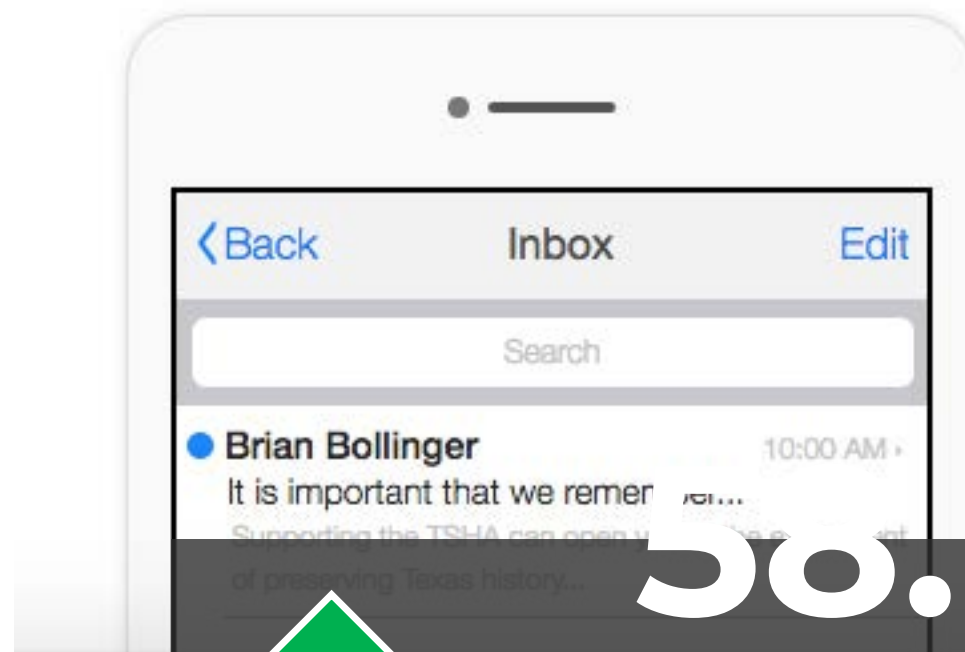 Back Inbox Edit
Search
Brian Bollinger 10:00 AM
It is important that we remember...
Supporting the TSHA can open
of preserving Texas history...